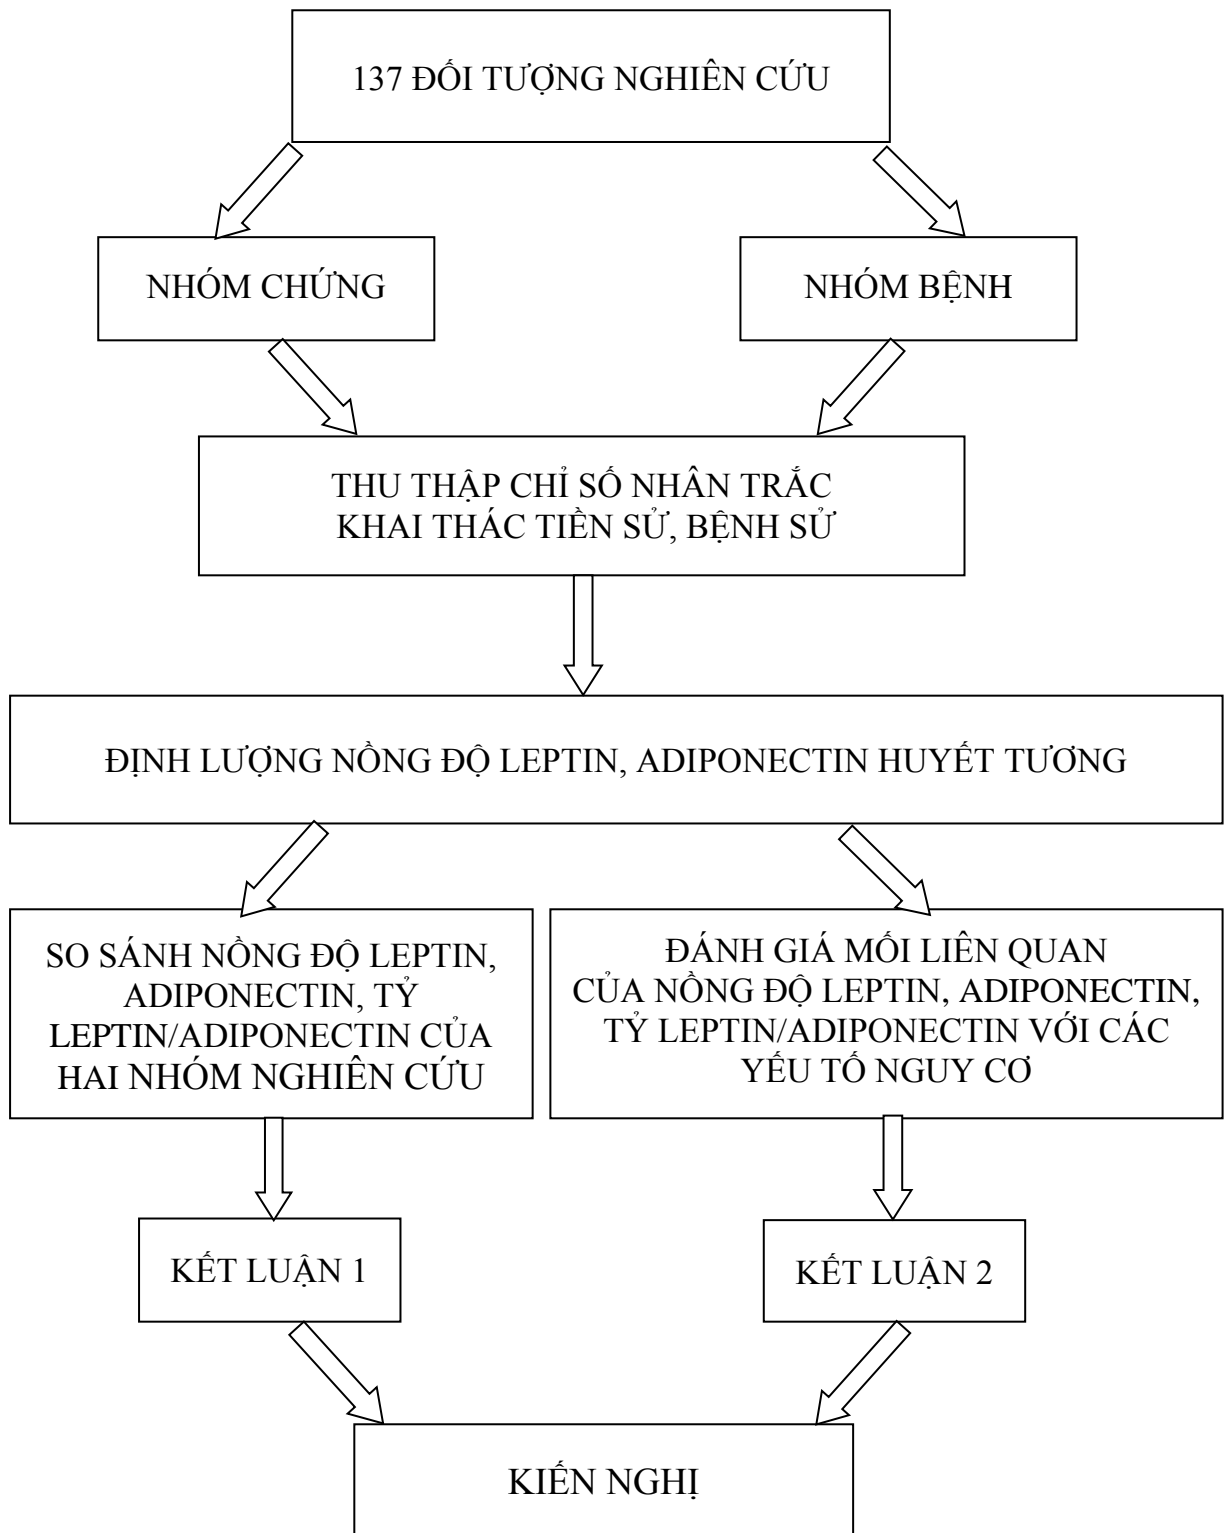 137 ĐỐI TƯỢNG NGHIÊN CỨU
NHÓM CHỨNG
NHÓM BỆNH
THU THẬP CHỈ SỐ NHÂN TRẮC
KHAI THÁC TIỀN SỬ, BỆNH SỬ
ĐỊNH LƯỢNG NỒNG ĐỘ LEPTIN, ADIPONECTIN HUYẾT TƯƠNG
SO SÁNH NỒNG ĐỘ LEPTIN,
ADIPONECTIN, TỶ
LEPTIN/ADIPONECTIN CỦA
HAI NHÓM NGHIÊN CỨU
ĐÁNH GIÁ MỐI LIÊN QUAN
CỦA NỒNG ĐỘ LEPTIN, ADIPONECTIN,
TỶ LEPTIN/ADIPONECTIN VỚI CÁC
YẾU TỐ NGUY CƠ
KẾT LUẬN 1
KẾT LUẬN 2
KIẾN NGHỊ